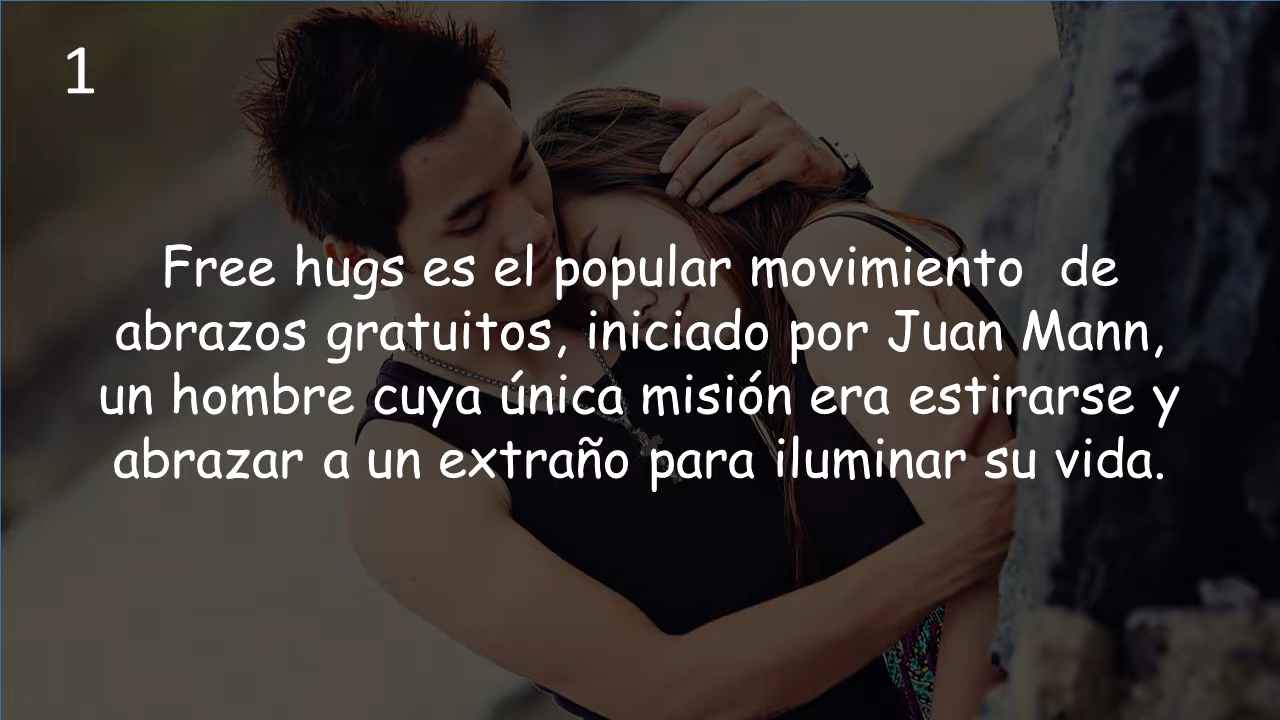 1
Free hugs es el popular movimiento  de
abrazos gratuitos, iniciado por Juan Mann,
un hombre cuya única misión era estirarse y
abrazar a un extraño para iluminar su vida.